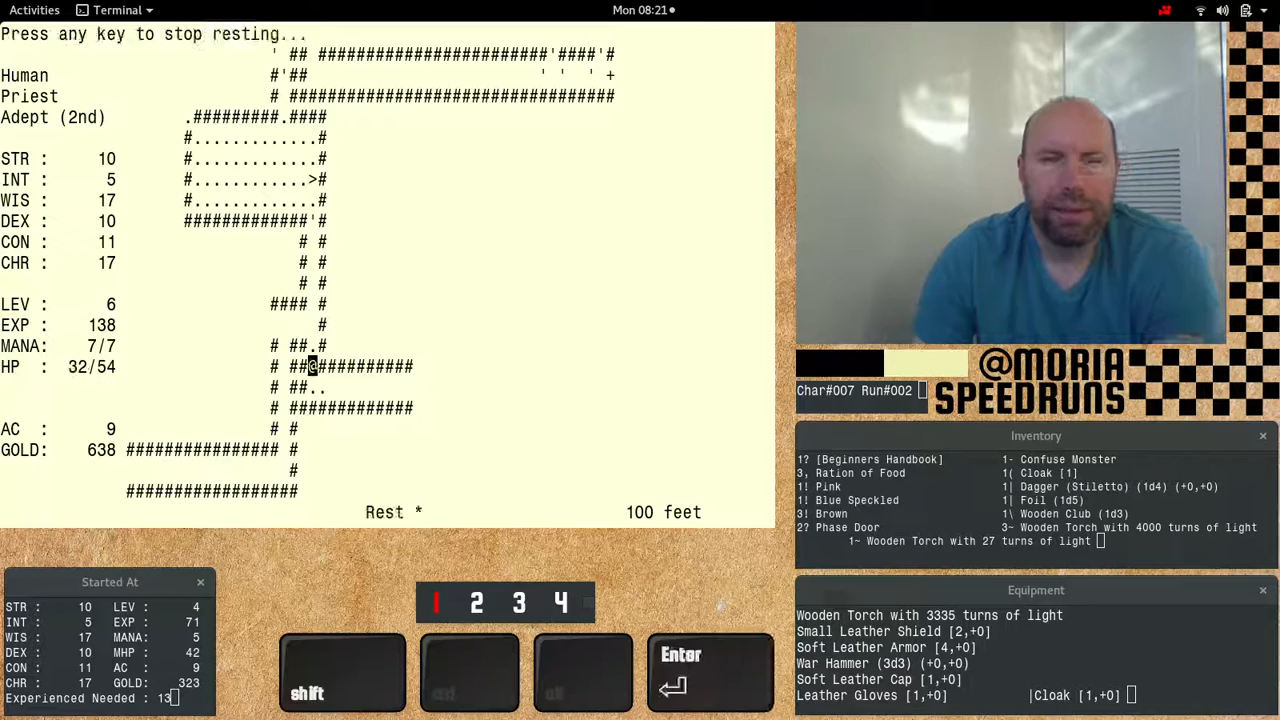 Activities Terminal Mon 08:21
Press any key to stop resting...
' ## ########################'####'#
Human #'## ' ' ' +
Priest # ##################################
Adept (2nd) .#########.####
#.............#
STR : 10 #.............#
INT : 5 #............>#
WIS : 17 #.............#
DEX : 10 #############'#
CON : 11 # #
CHR : 17 # #
# #
LEV : 6 #### #
EXP : 138 #
MANA: 7/7 # ##.#
HP : 32/54 # ##@##########
# ##..
# #############
AC : 9 # #
GOLD: 638 ################ #
#
##################
Rest * 100 feet
@MORIA
SPEEDRUNS
Char#007 Run#002
Inventory
1? [Beginners Handbook] 1- Confuse Monster
3, Ration of Food 1( Cloak [1]
1! Pink 1| Dagger (Stiletto) (1d4) (+0,+0)
1! Blue Speckled 1| Foil (1d5)
3! Brown 1\ Wooden Club (1d3)
2? Phase Door 3~ Wooden Torch with 4000 turns of light
1~ Wooden Torch with 27 turns of light
Started At
STR : 10 LEV : 4
INT : 5 EXP : 71
WIS : 17 MANA: 5
DEX : 10 MHP : 42
CON : 11 AC : 9
CHR : 17 GOLD: 323
Experienced Needed : 13
1 2 3 4
shift ctrl alt Enter
Equipment
Wooden Torch with 3335 turns of light
Small Leather Shield [2,+0]
Soft Leather Armor [4,+0]
War Hammer (3d3) (+0,+0)
Soft Leather Cap [1,+0]
Leather Gloves [1,+0] |Cloak [1,+0]